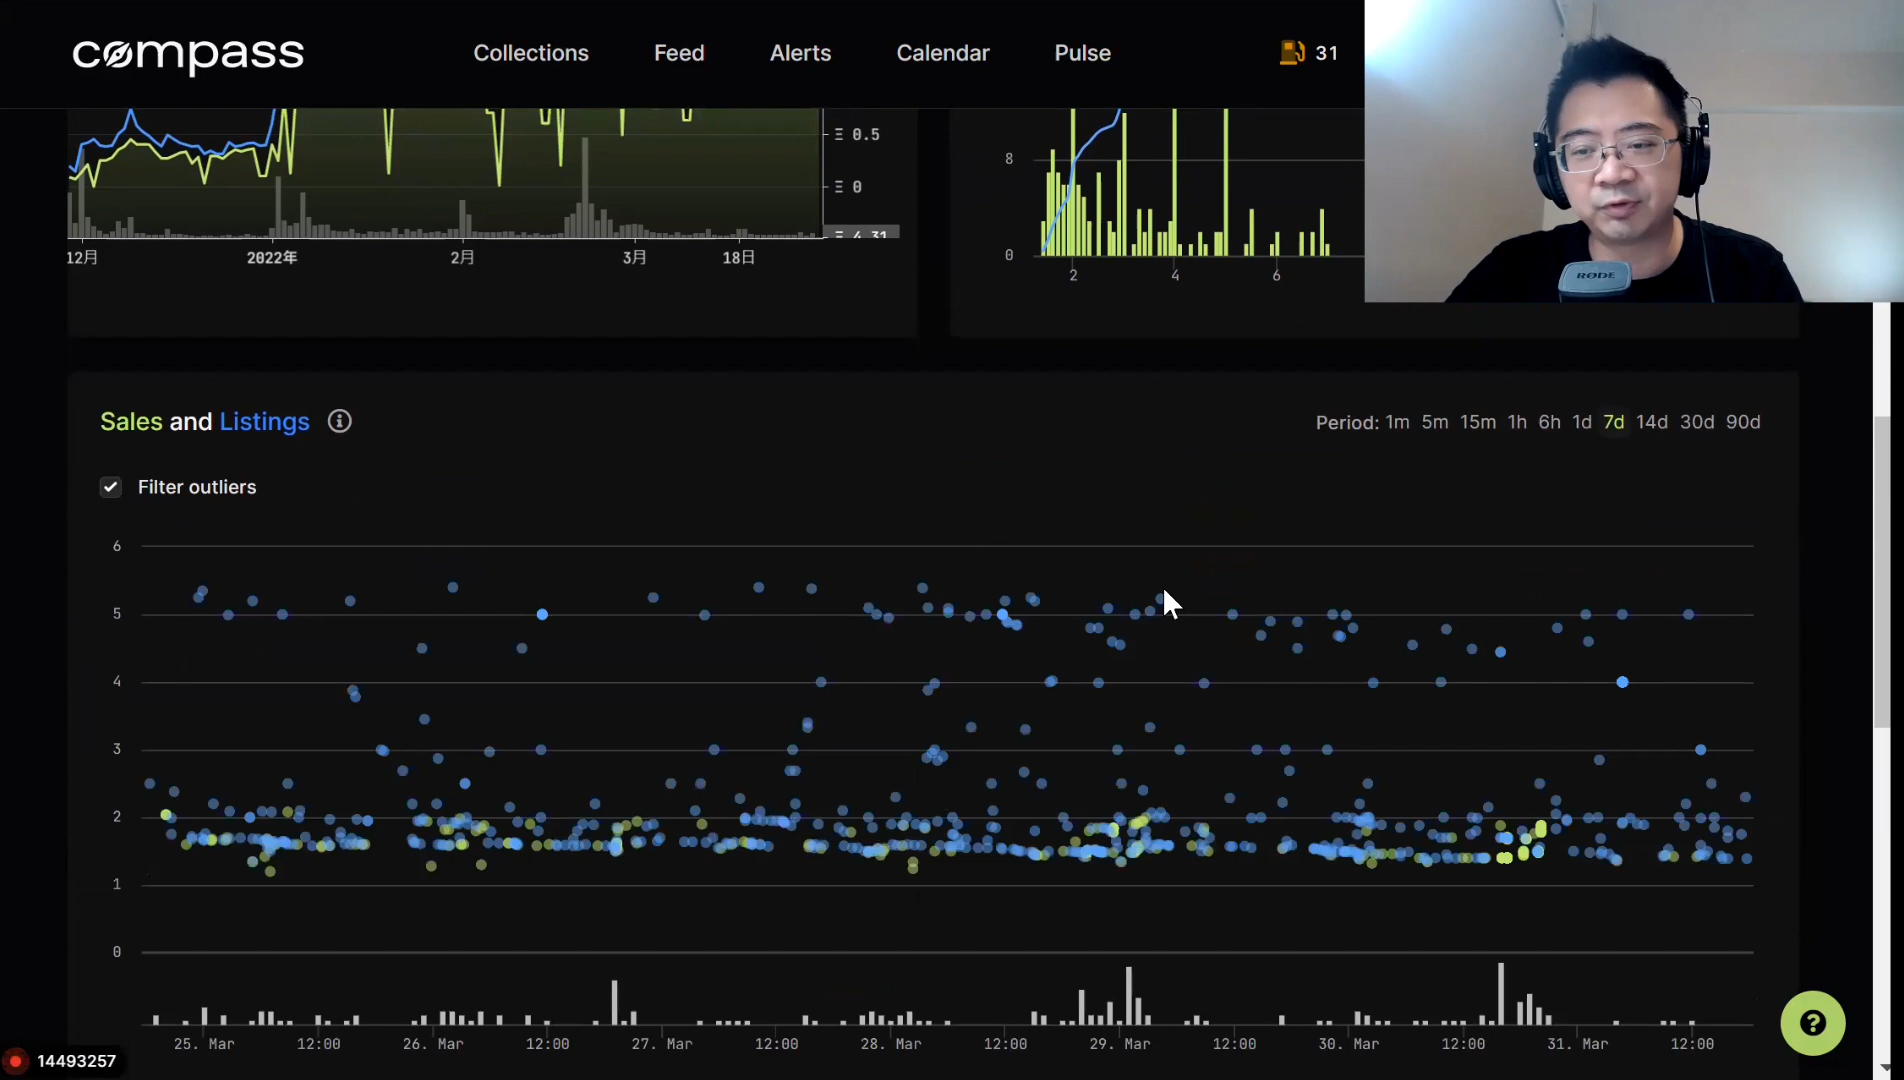 compass
Collections
Feed
Alerts
Calendar
Pulse
31
Ξ 0.5
Ξ 0
12月
2022年
2月
3月
18日
8
0
2
4
6
RØDE
Sales and Listings
Period: 1m 5m 15m 1h 6h 1d 7d 14d 30d 90d
Filter outliers
6
5
4
3
2
1
0
25. Mar
12:00
26. Mar
12:00
27. Mar
12:00
28. Mar
12:00
29. Mar
12:00
30. Mar
12:00
31. Mar
12:00
?
14493257